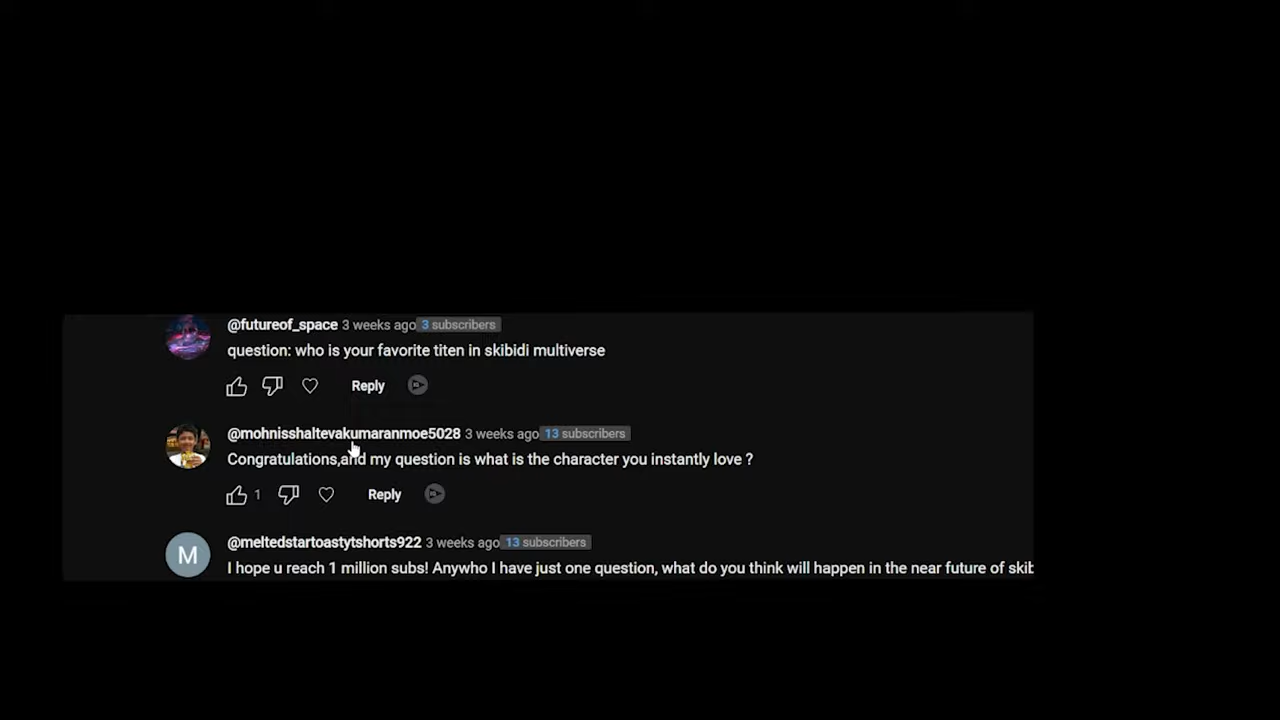 @futureof_space 3 weeks ago 3 subscribers
question: who is your favorite titen in skibidi multiverse
Reply
@mohnisshaltevakumaranmoe5028 3 weeks ago 13 subscribers
Congratulations,and my question is what is the character you instantly love ?
1 Reply
M
@meltedstartoastytshorts922 3 weeks ago 13 subscribers
I hope u reach 1 million subs! Anywho I have just one question, what do you think will happen in the near future of skib